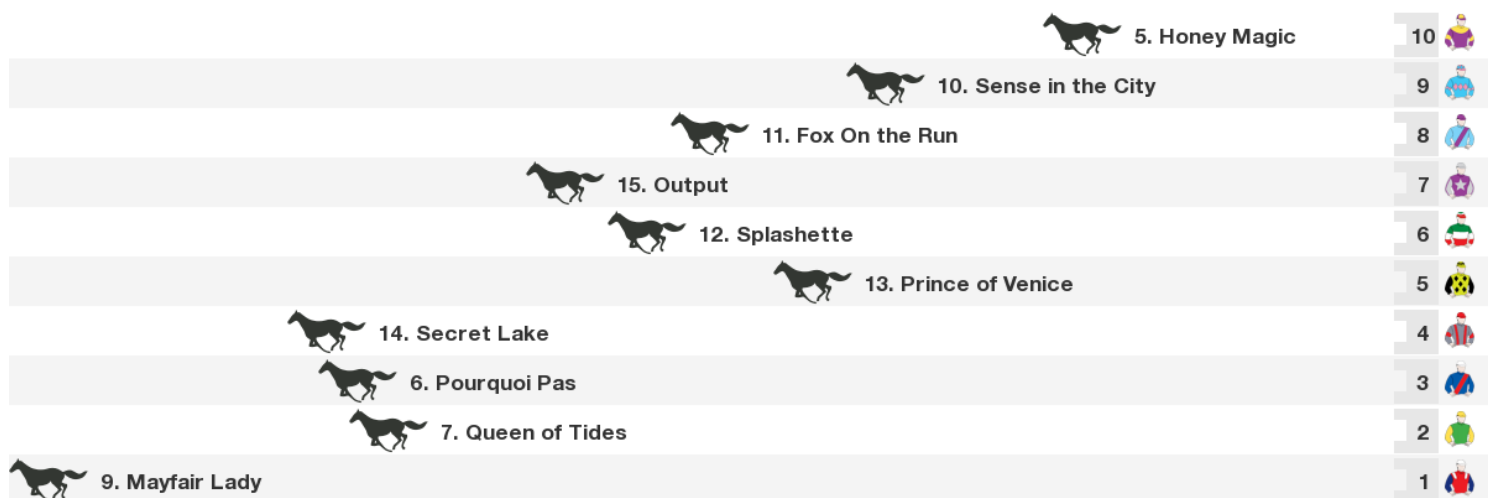 5. Honey Magic 10
10. Sense in the City 9
11. Fox On the Run 8
15. Output 7
12. Splashette 6
13. Prince of Venice 5
14. Secret Lake 4
6. Pourquoi Pas 3
7. Queen of Tides 2
9. Mayfair Lady 1